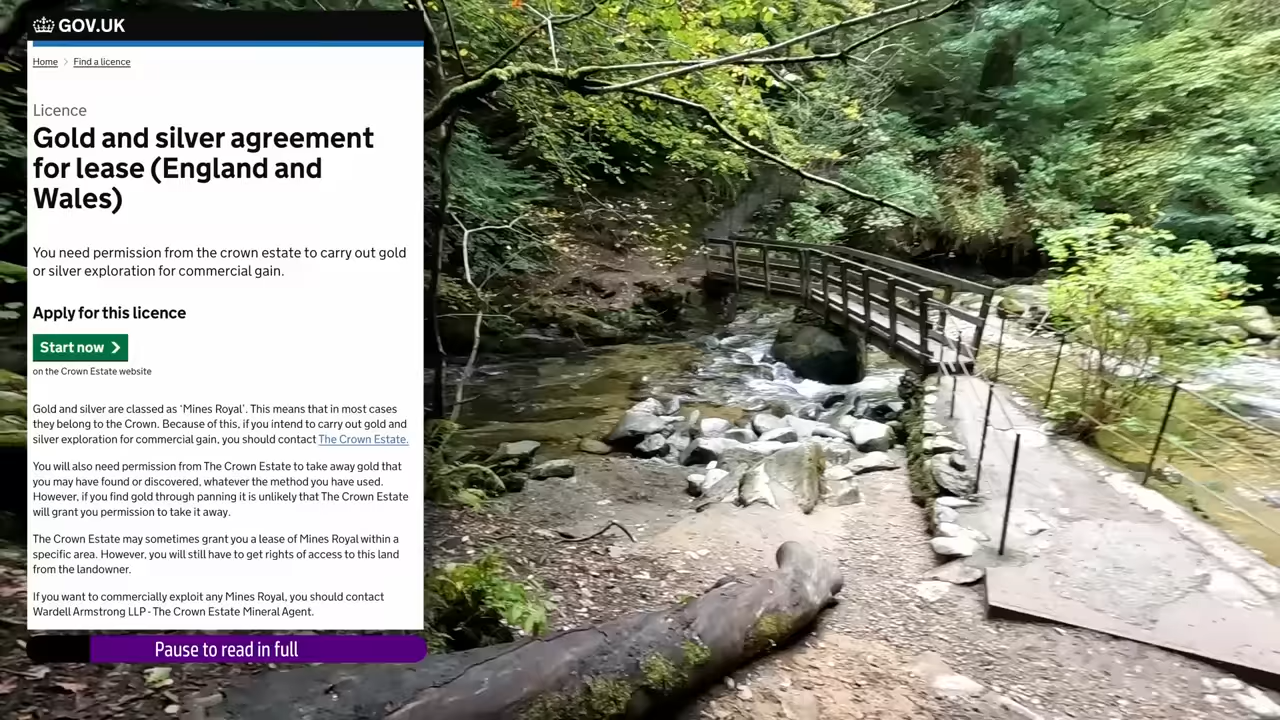 GOV.UK
Home > Find a licence
Licence
Gold and silver agreement
for lease (England and
Wales)
You need permission from the crown estate to carry out gold
or silver exploration for commercial gain.
Apply for this licence
Start now >
on the Crown Estate website
Gold and silver are classed as ‘Mines Royal’. This means that in most cases
they belong to the Crown. Because of this, if you intend to carry out gold and
silver exploration for commercial gain, you should contact The Crown Estate.
You will also need permission from The Crown Estate to take away gold that
you may have found or discovered, whatever the method you have used.
However, if you find gold through panning it is unlikely that The Crown Estate
will grant you permission to take it away.
The Crown Estate may sometimes grant you a lease of Mines Royal within a
specific area. However, you will still have to get rights of access to this land
from the landowner.
If you want to commercially exploit any Mines Royal, you should contact
Wardell Armstrong LLP - The Crown Estate Mineral Agent.
Pause to read in full